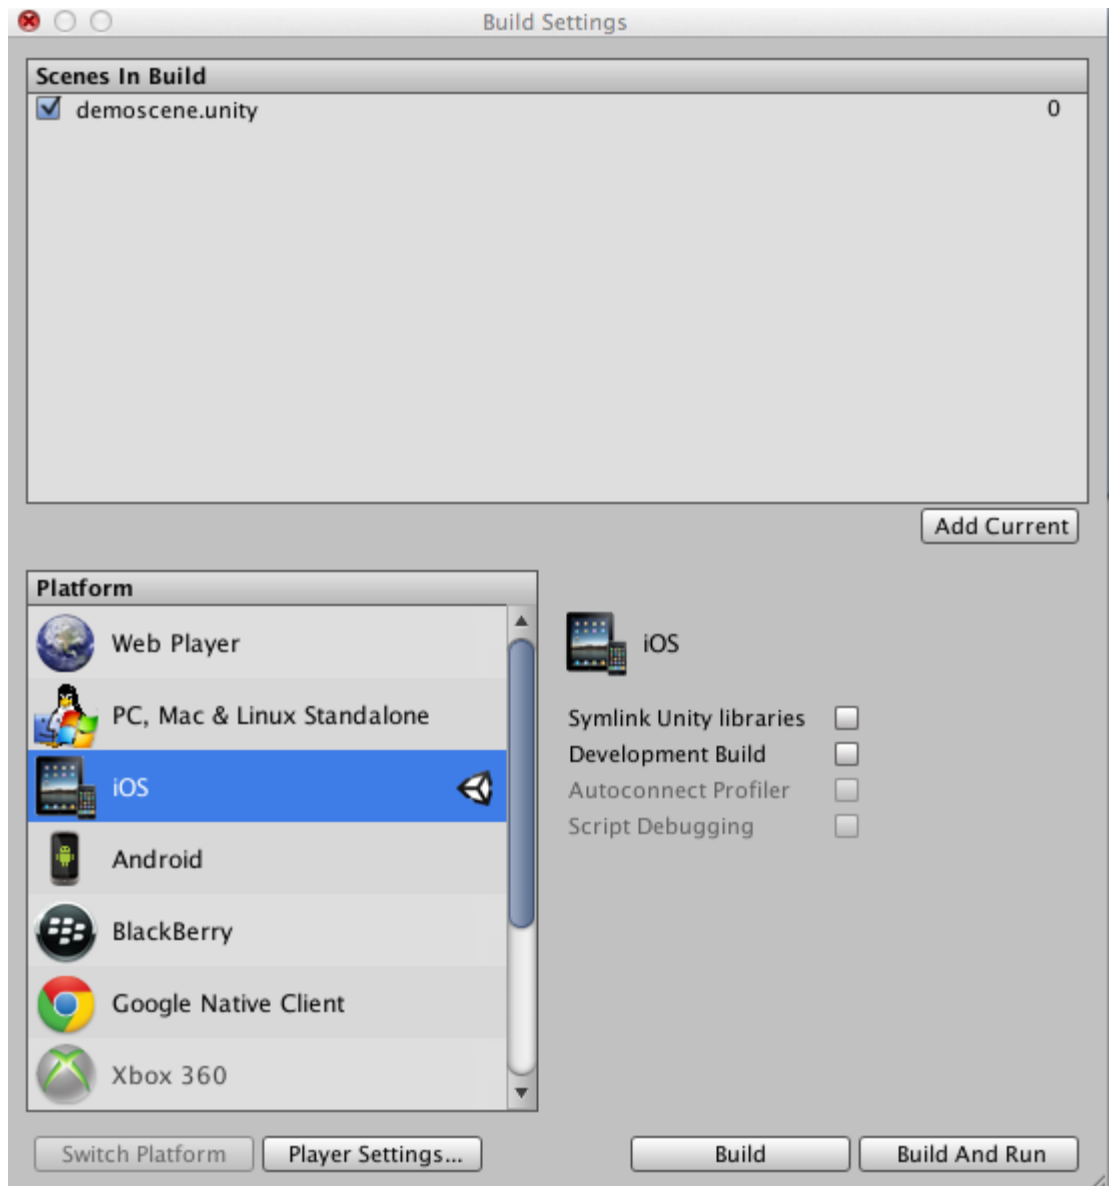 Build Settings
Scenes In Build
demoscene.unity 0
Add Current
Platform
Web Player
PC, Mac & Linux Standalone
iOS
Android
BlackBerry
Google Native Client
Xbox 360
iOS
Symlink Unity libraries
Development Build
Autoconnect Profiler
Script Debugging
Switch Platform Player Settings... Build Build And Run